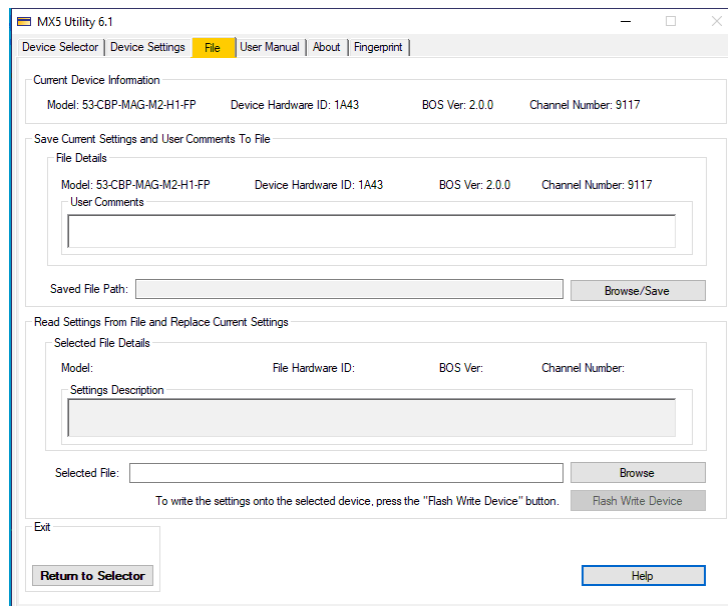 MX5 Utility 6.1
Device Selector Device Settings File User Manual About Fingerprint
Current Device Information
Model: 53-CBP-MAG-M2-H1-FP Device Hardware ID: 1A43 BOS Ver: 2.0.0 Channel Number: 9117
Save Current Settings and User Comments To File
File Details
Model: 53-CBP-MAG-M2-H1-FP Device Hardware ID: 1A43 BOS Ver: 2.0.0 Channel Number: 9117
User Comments
Saved File Path: Browse/Save
Read Settings From File and Replace Current Settings
Selected File Details
Model: File Hardware ID: BOS Ver: Channel Number:
Settings Description
Selected File: Browse
To write the settings onto the selected device, press the "Flash Write Device" button. Flash Write Device
Exit
Return to Selector Help